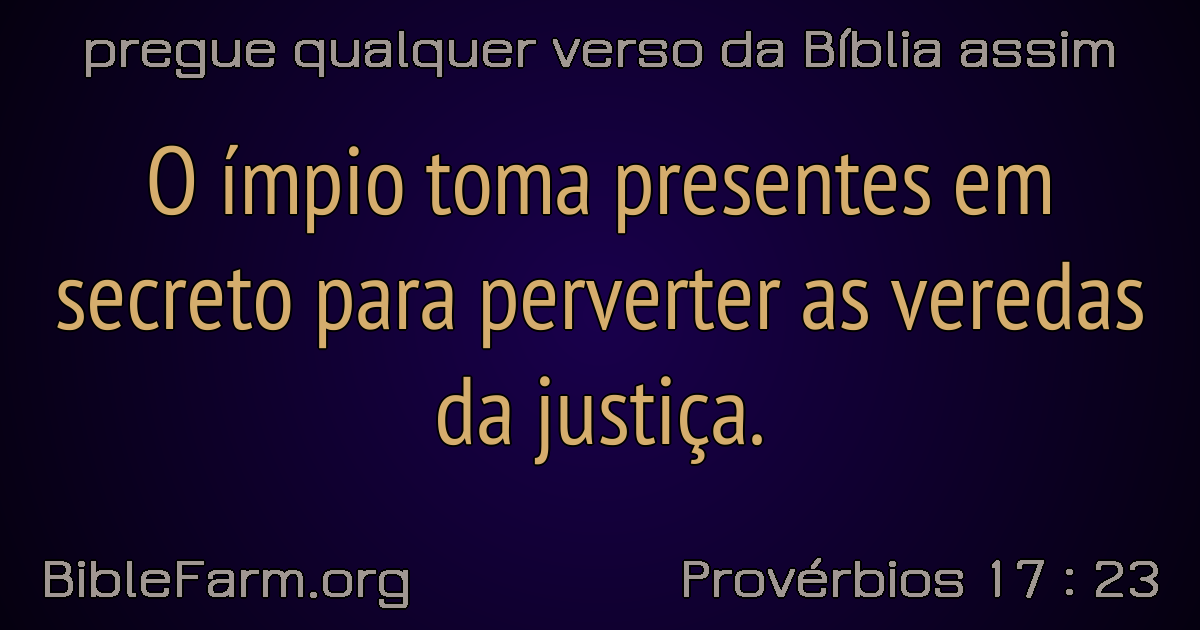 pregue qualquer verso da Bíblia assim
O ímpio toma presentes em
secreto para perverter as veredas
da justiça.
BibleFarm.org
Provérbios 17 : 23